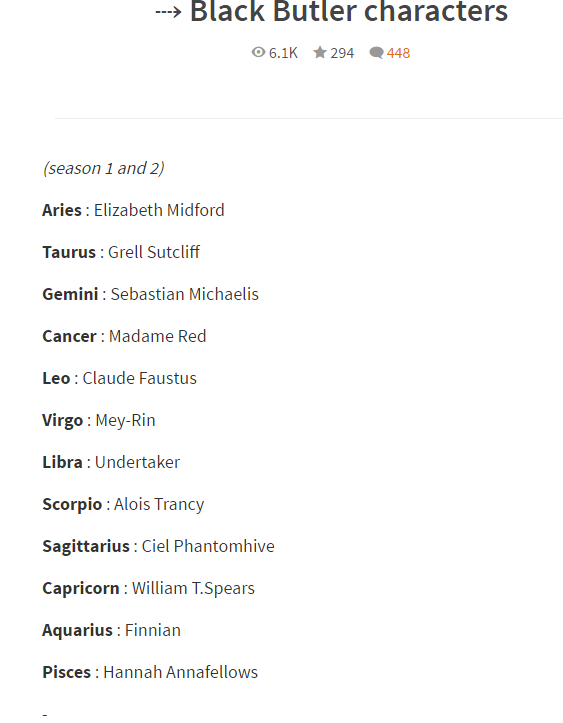 ---> Black Butler characters
6.1K 294 448
(season 1 and 2)
Aries : Elizabeth Midford
Taurus : Grell Sutcliff
Gemini : Sebastian Michaelis
Cancer : Madame Red
Leo : Claude Faustus
Virgo : Mey-Rin
Libra : Undertaker
Scorpio : Alois Trancy
Sagittarius : Ciel Phantomhive
Capricorn : William T.Spears
Aquarius : Finnian
Pisces : Hannah Annafellows
-